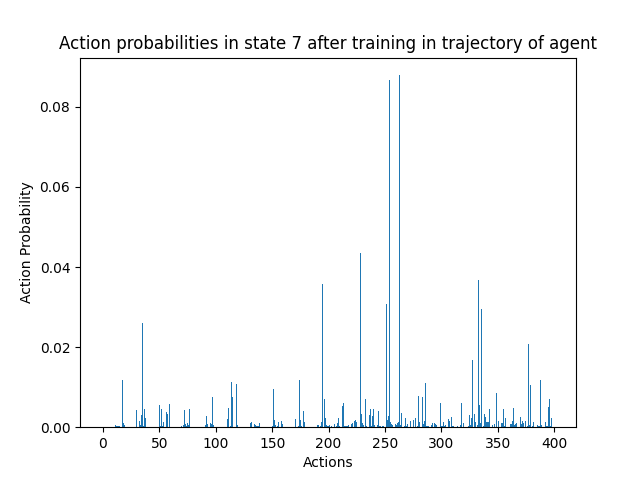 Action probabilities in state 7 after training in trajectory of agent
0.08
0.06
0.04
0.02
0.00
Action Probability
0 50 100 150 200 250 300 350 400
Actions